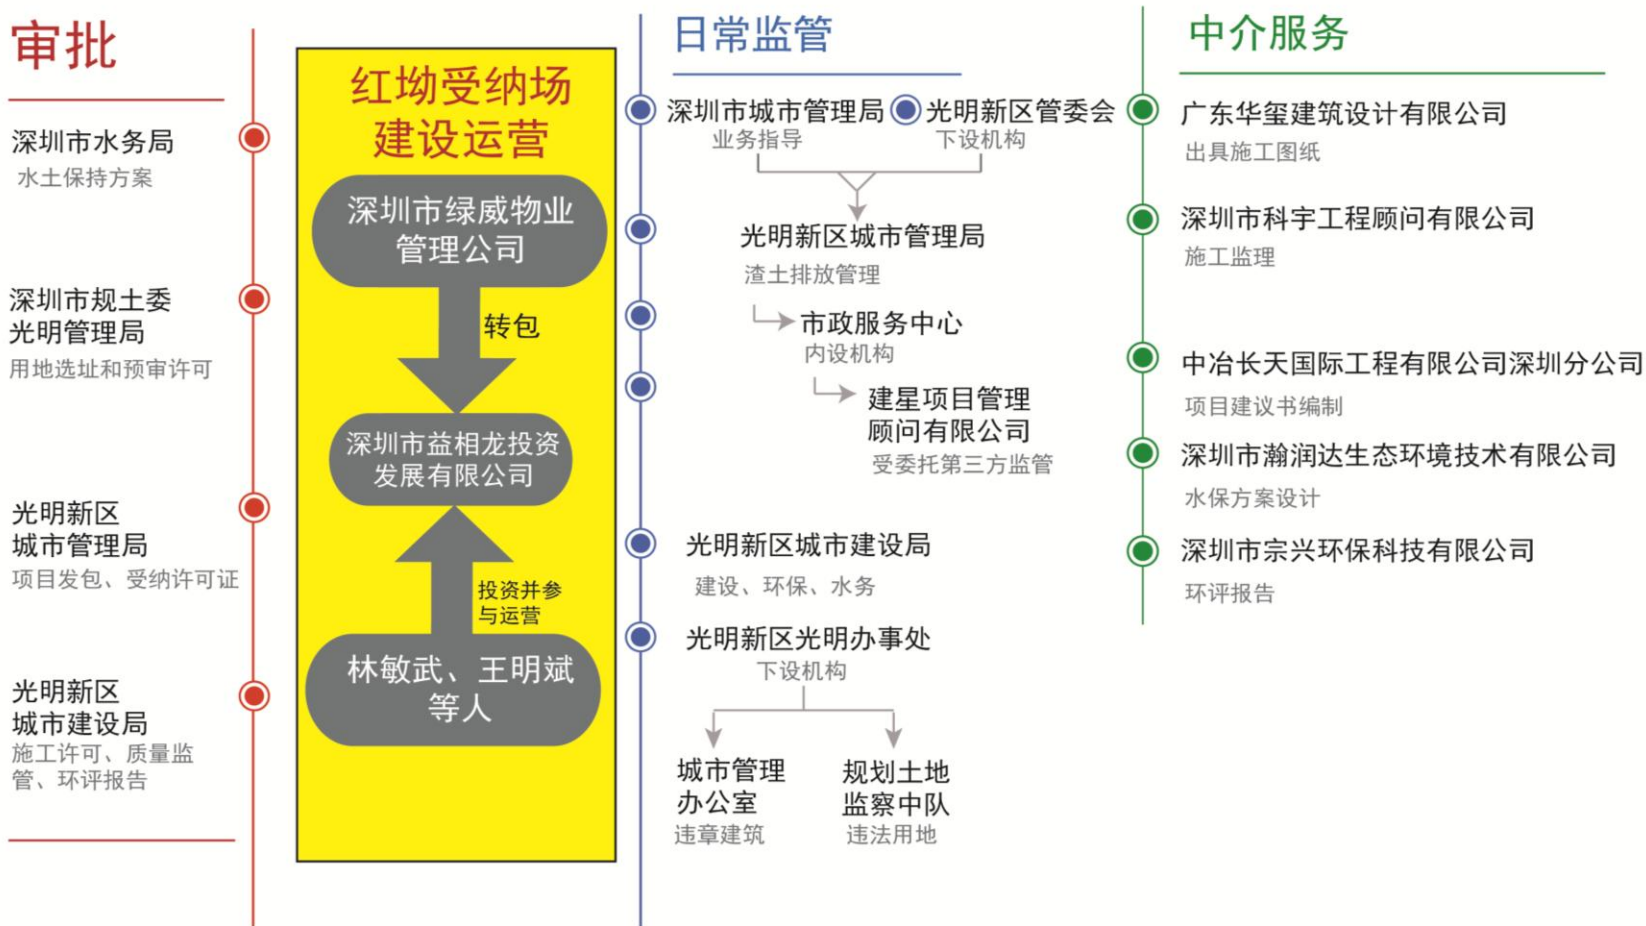 审批
深圳市水务局
水土保持方案
深圳市规土委
光明管理局
用地选址和预审许可
光明新区
城市管理局
项目发包、受纳许可证
光明新区
城市建设局
施工许可、质量监
管、环评报告
红坳受纳场
建设运营
深圳市绿威物业
管理公司
转包
深圳市益相龙投资
发展有限公司
投资并参
与运营
林敏武、王明斌
等人
日常监管
深圳市城市管理局
业务指导
光明新区管委会
下设机构
光明新区城市管理局
渣土排放管理
市政服务中心
内设机构
建星项目管理
顾问有限公司
受委托第三方监管
光明新区城市建设局
建设、环保、水务
光明新区光明办事处
下设机构
城市管理
办公室
违章建筑
规划土地
监察中队
违法用地
中介服务
广东华玺建筑设计有限公司
出具施工图纸
深圳市科宇工程顾问有限公司
施工监理
中冶长天国际工程有限公司深圳分公司
项目建议书编制
深圳市瀚润达生态环境技术有限公司
水保方案设计
深圳市宗兴环保科技有限公司
环评报告